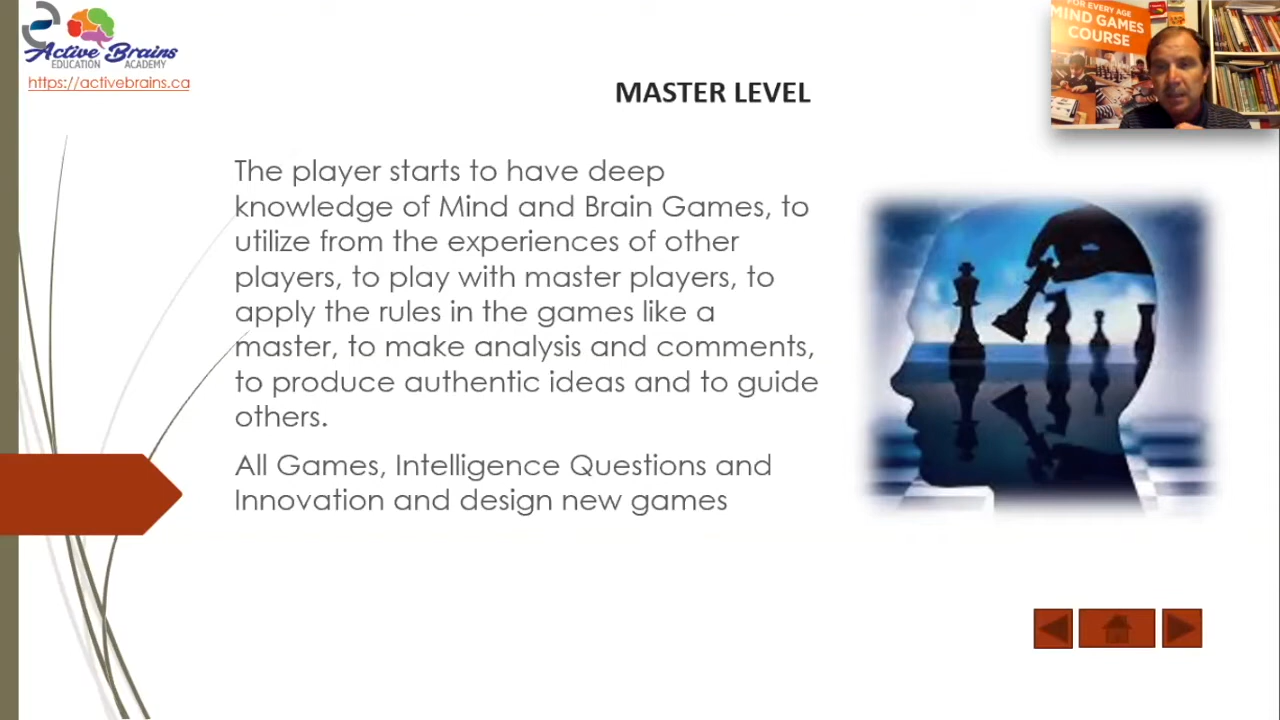 Active Brains
EDUCATION ACADEMY
https://activebrains.ca
FOR EVERY AGE
MIND GAMES
COURSE
MASTER LEVEL
The player starts to have deep
knowledge of Mind and Brain Games, to
utilize from the experiences of other
players, to play with master players, to
apply the rules in the games like a
master, to make analysis and comments,
to produce authentic ideas and to guide
others.
All Games, Intelligence Questions and
Innovation and design new games